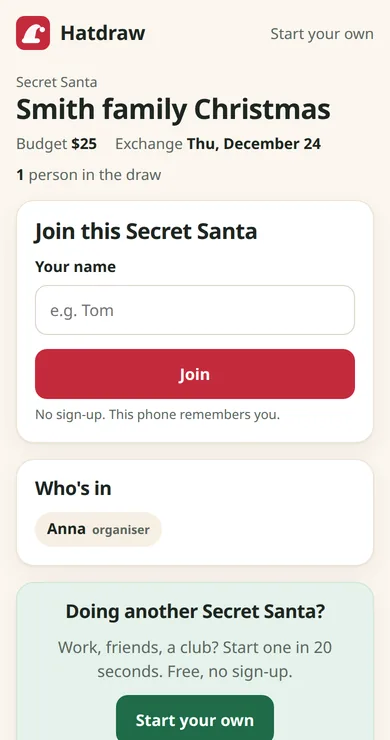 Hatdraw
Start your own
Secret Santa
Smith family Christmas
Budget $25 Exchange Thu, December 24
1 person in the draw
Join this Secret Santa
Your name
e.g. Tom
Join
No sign-up. This phone remembers you.
Who's in
Anna organiser
Doing another Secret Santa?
Work, friends, a club? Start one in 20
seconds. Free, no sign-up.
Start your own